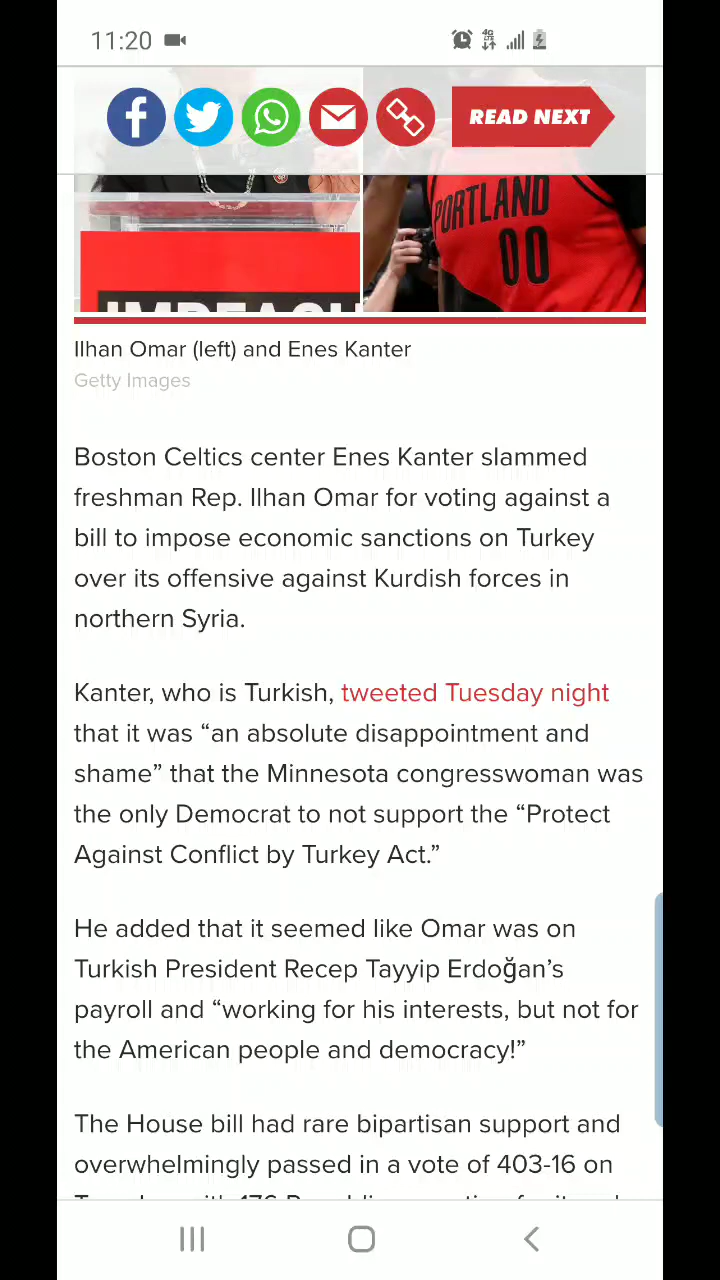 11:20
READ NEXT
PORTLAND
00
IMPEACH
Ilhan Omar (left) and Enes Kanter
Getty Images
Boston Celtics center Enes Kanter slammed
freshman Rep. Ilhan Omar for voting against a
bill to impose economic sanctions on Turkey
over its offensive against Kurdish forces in
northern Syria.
Kanter, who is Turkish, tweeted Tuesday night
that it was “an absolute disappointment and
shame” that the Minnesota congresswoman was
the only Democrat to not support the “Protect
Against Conflict by Turkey Act.”
He added that it seemed like Omar was on
Turkish President Recep Tayyip Erdoğan’s
payroll and “working for his interests, but not for
the American people and democracy!”
The House bill had rare bipartisan support and
overwhelmingly passed in a vote of 403-16 on